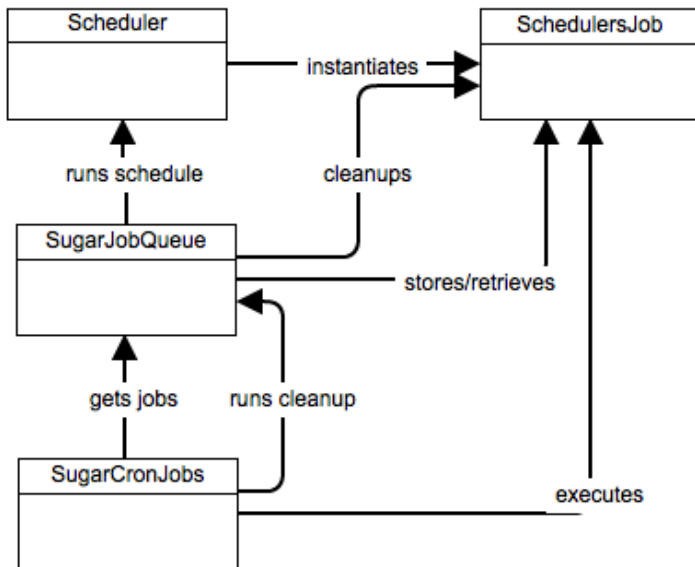 Scheduler
SchedulersJob
instantiates
runs schedule
cleanups
SugarJobQueue
stores/retrieves
gets jobs
runs cleanup
SugarCronJobs
executes